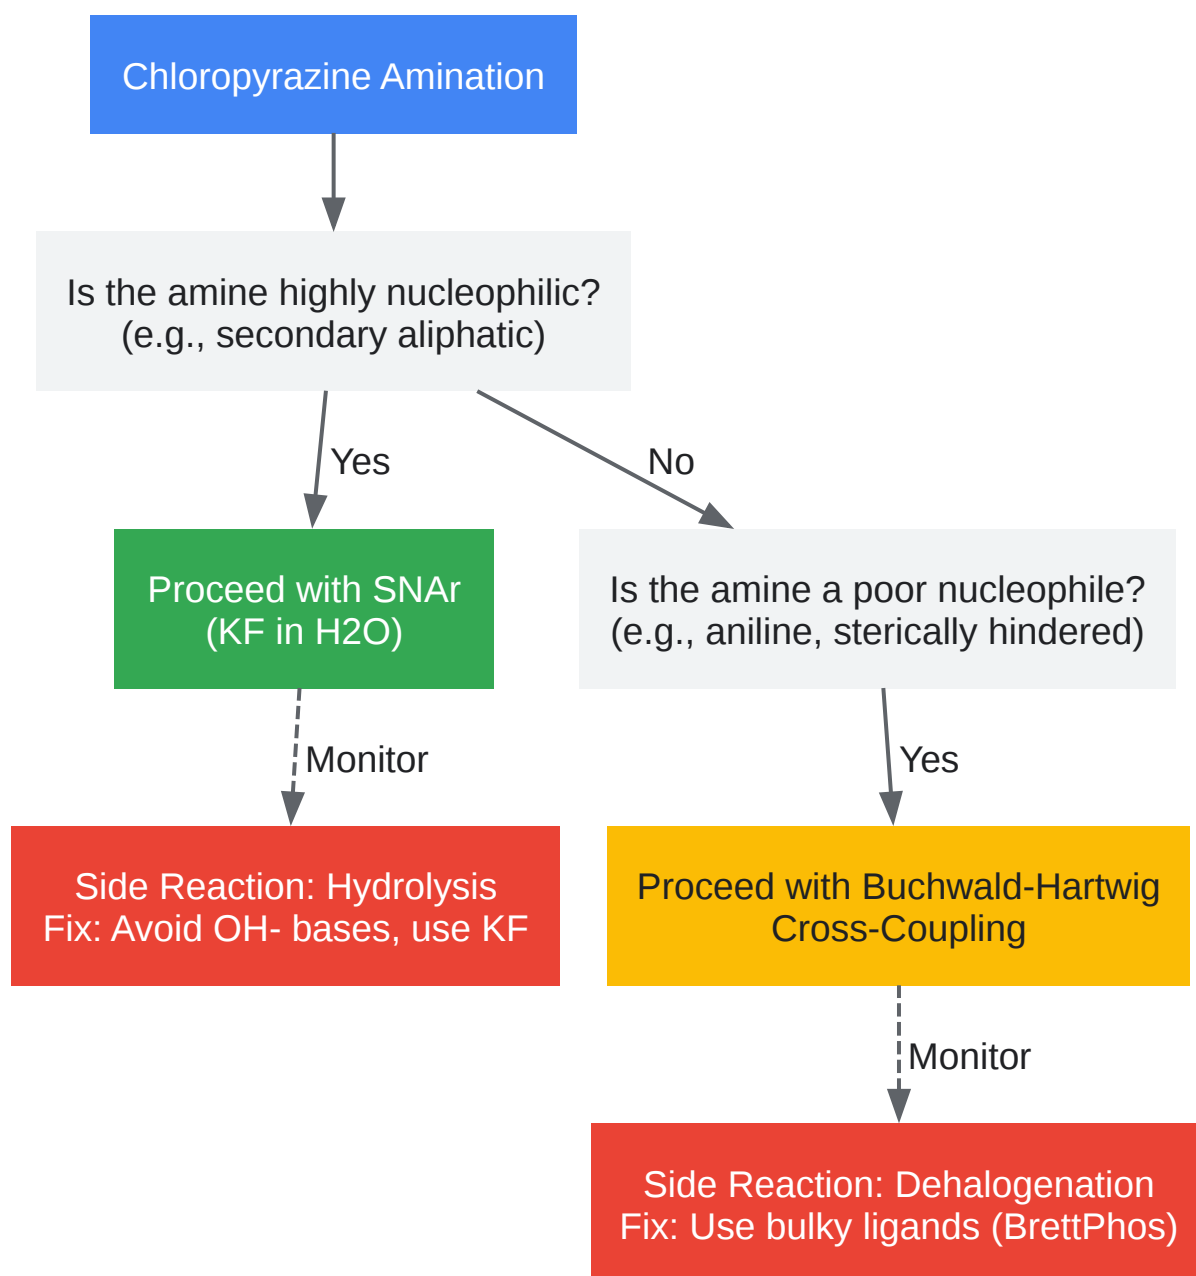 Chloropyrazine Amination
Is the amine highly nucleophilic?
(e.g., secondary aliphatic)
Yes
No
Proceed with SNAr
(KF in H2O)
Is the amine a poor nucleophile?
(e.g., aniline, sterically hindered)
Monitor
Yes
Side Reaction: Hydrolysis
Fix: Avoid OH- bases, use KF
Proceed with Buchwald-Hartwig
Cross-Coupling
Monitor
Side Reaction: Dehalogenation
Fix: Use bulky ligands (BrettPhos)